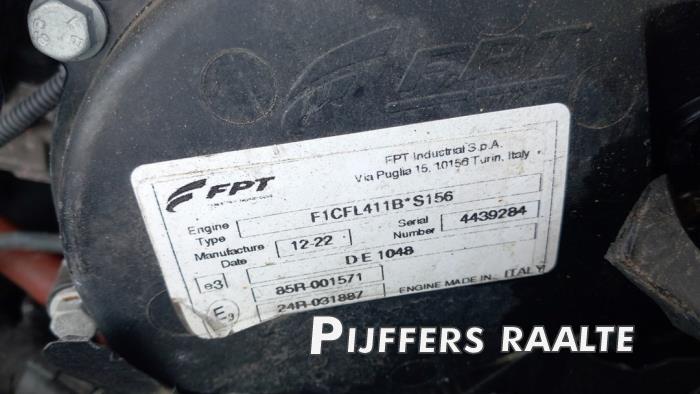 FPT
FPT Industrial S.p.A.
Via Puglia 15, 10156 Turin, Italy
FPT
Engine Type F1CFL411B*S156
Manufacture Date 12-22 Serial Number 4439284
D E 1048
e3 85R-001571
E3 24R-031887 ENGINE MADE IN: ITALY
PIJFFERS RAALTE